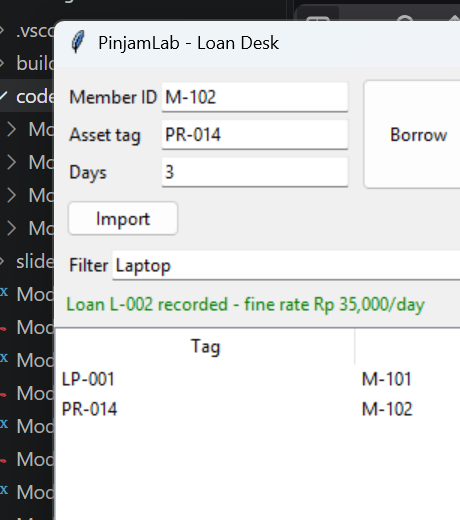 .vsco
PinjamLab - Loan Desk
build
code
Member ID M-102
Asset tag PR-014
Borrow
Days 3
Import
slide
Filter Laptop
Loan L-002 recorded - fine rate Rp 35,000/day
Tag
LP-001 M-101
PR-014 M-102
Mo
Mo
Mo
Mo
Mod
Mod
Mod
Mod
Mod
Mod
Mod